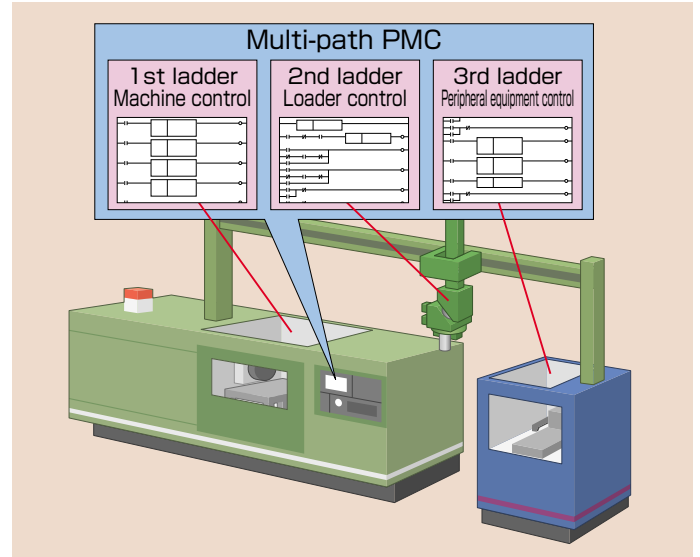 Multi-path PMC
1st ladder
Machine control
2nd ladder
Loader control
3rd ladder
Peripheral equipment control